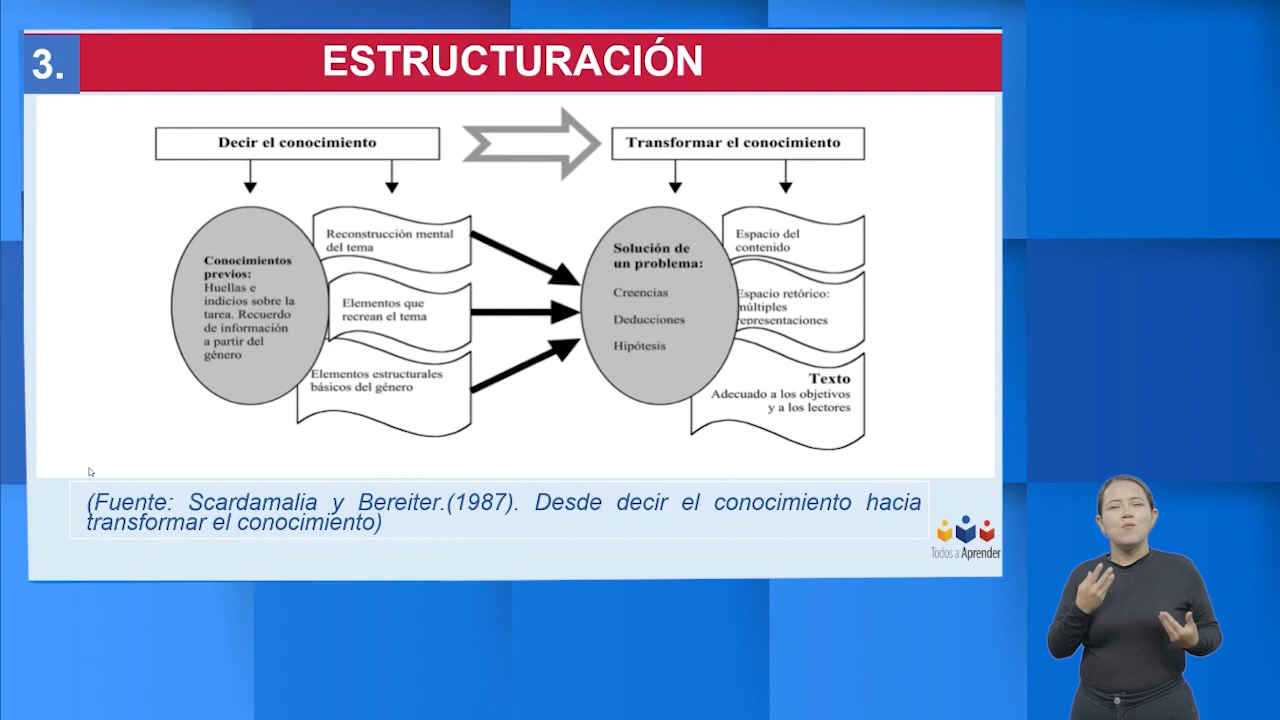 3.
ESTRUCTURACIÓN
Decir el conocimiento
Transformar el conocimiento
Conocimientos
previos:
Huellas e
indicios sobre la
tarea. Recuerdo
de información
a partir del
género
Reconstrucción mental
del tema
Elementos que
recrean el tema
Elementos estructurales
básicos del género
Solución de
un problema:
Creencias
Deducciones
Hipótesis
Espacio del
contenido
Espacio retórico:
múltiples
representaciones
Texto
Adecuado a los objetivos
y a los lectores
(Fuente: Scardamalia y Bereiter.(1987). Desde decir el conocimiento hacia
transformar el conocimiento)
Todos a Aprender